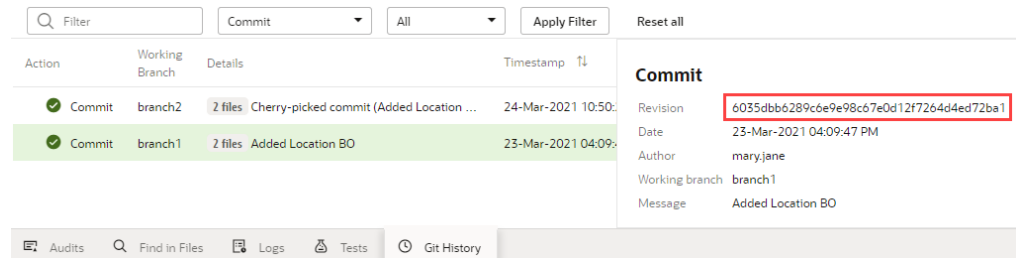 Filter Commit All Apply Filter Reset all
Action Working Branch Details Timestamp
Commit branch2 2 files Cherry-picked commit (Added Location ... 24-Mar-2021 10:50:
Commit branch1 2 files Added Location BO 23-Mar-2021 04:09:
Commit
Revision 6035dbb6289c6e9e98c67e0d12f7264d4ed72ba1
Date 23-Mar-2021 04:09:47 PM
Author mary.jane
Working branch branch1
Message Added Location BO
Audits Find in Files Logs Tests Git History